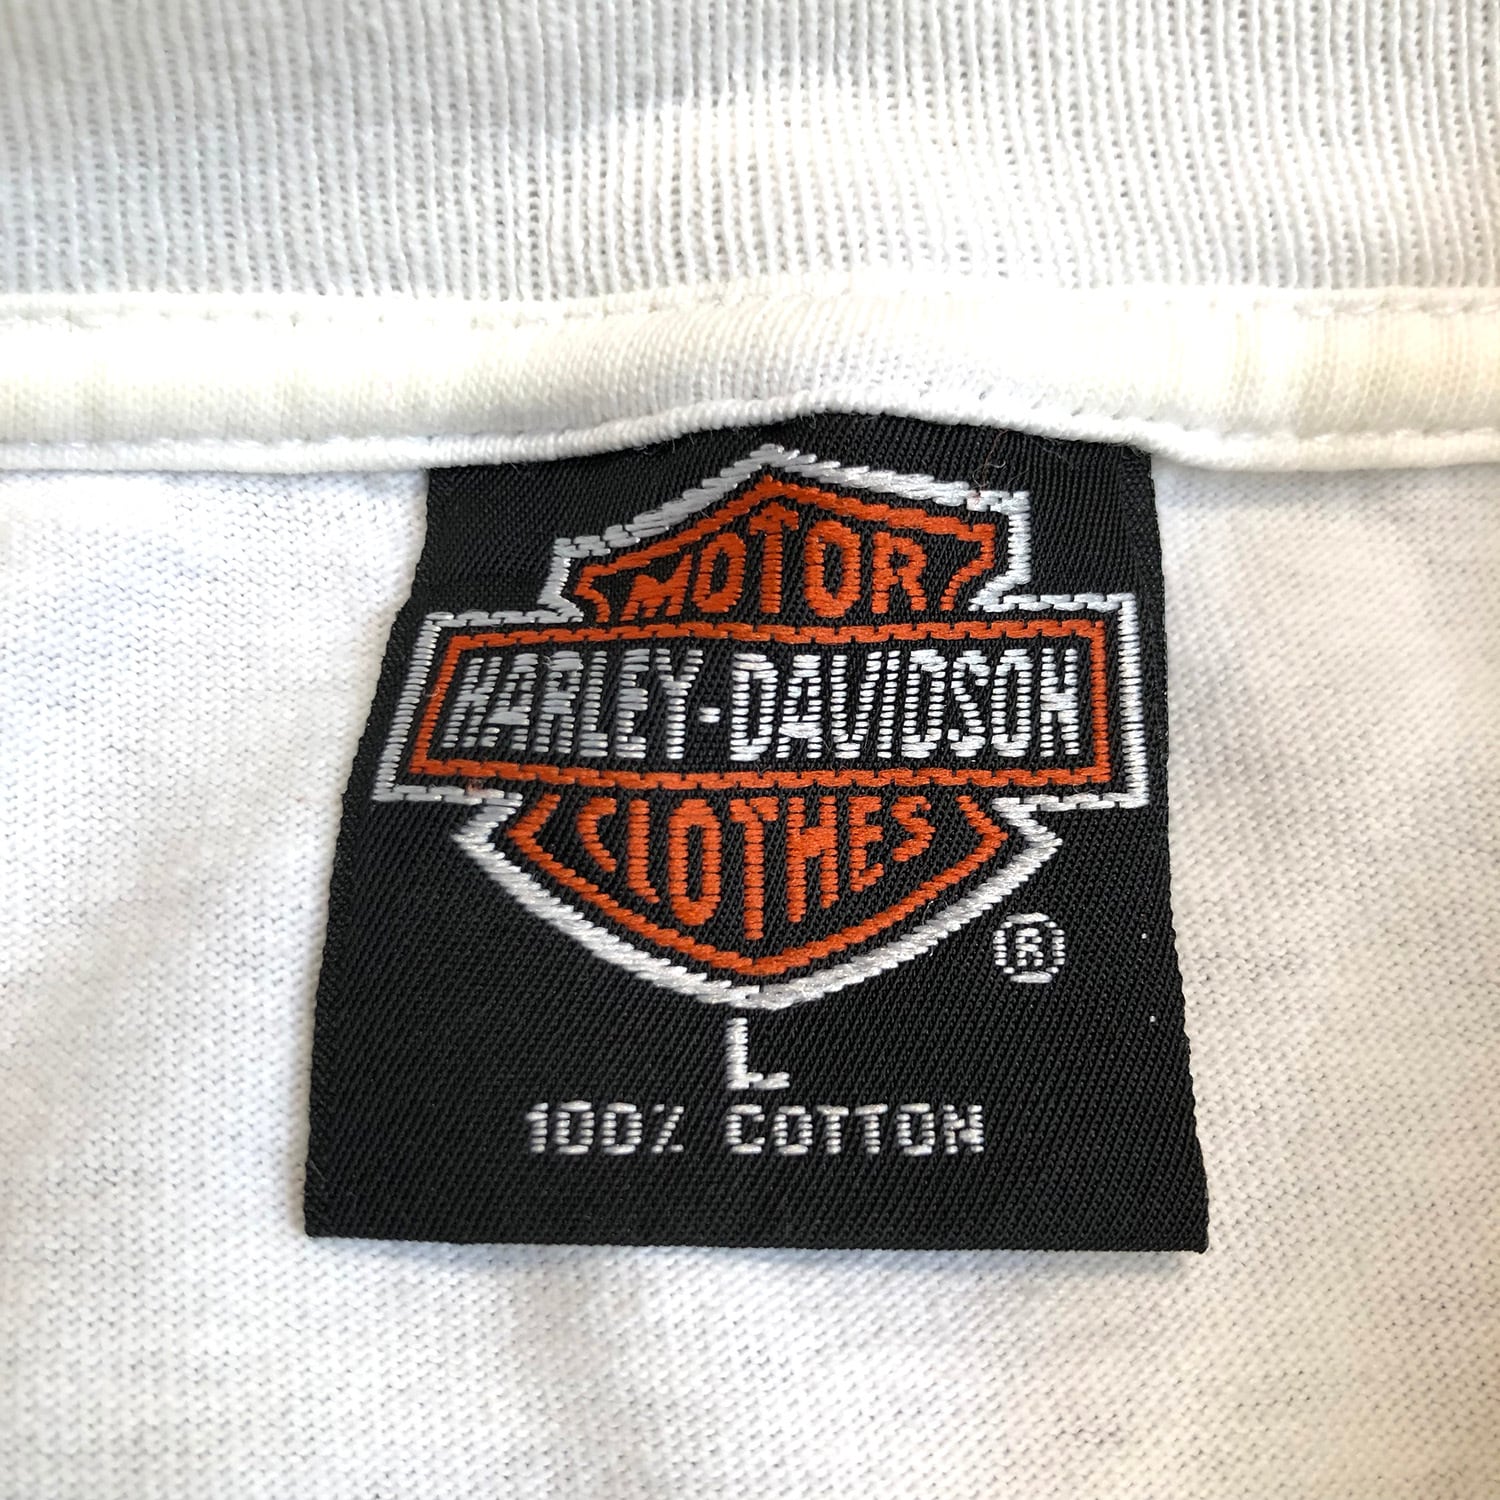 MOTOR
HARLEY-DAVIDSON
CLOTHES
®
L
100% COTTON